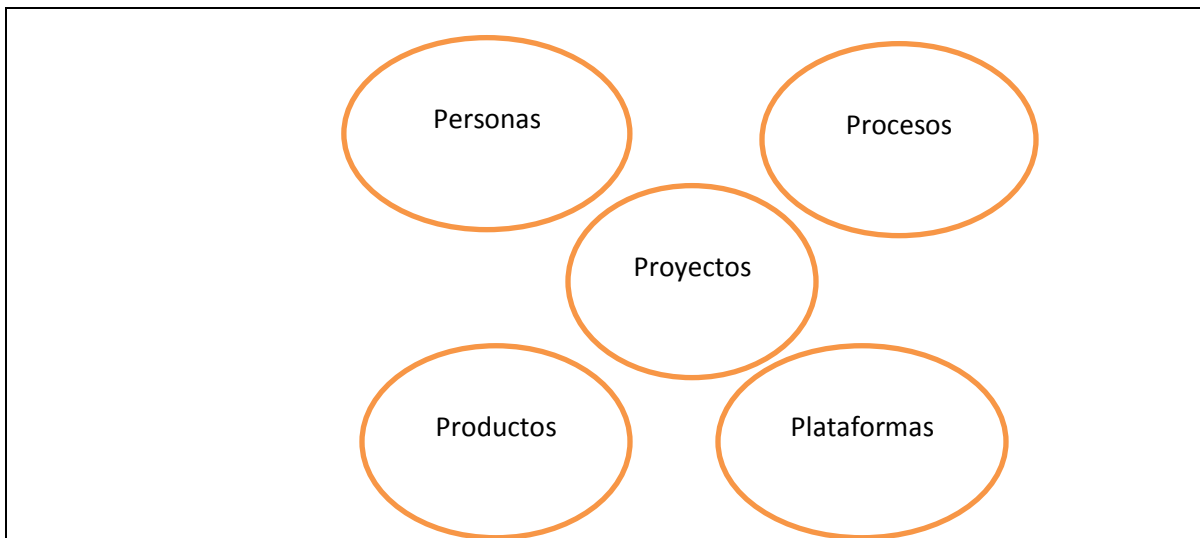 Personas
Procesos
Proyectos
Productos
Plataformas